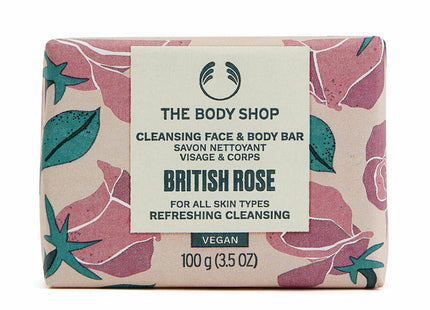 THE BODY SHOP
CLEANSING FACE & BODY BAR
SAVON NETTOYANT
VISAGE & CORPS
BRITISH ROSE
FOR ALL SKIN TYPES
REFRESHING CLEANSING
VEGAN
100 g (3.5 OZ)